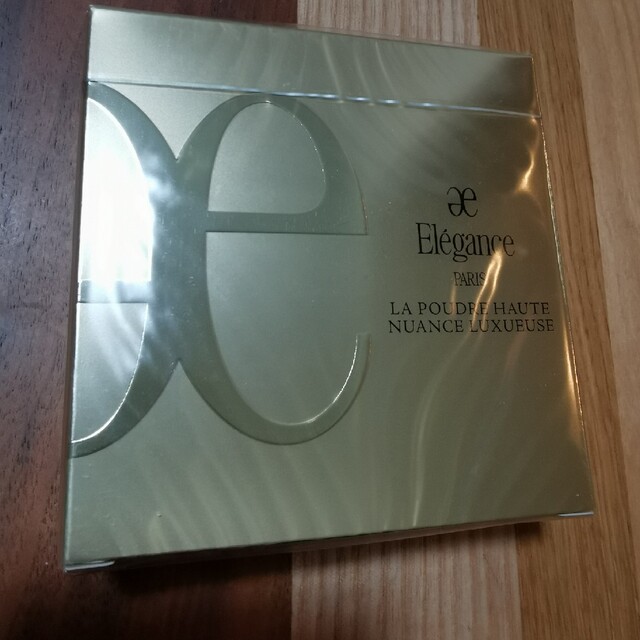 æ
æ
Elégance
PARIS
LA POUDRE HAUTE
NUANCE LUXUEUSE